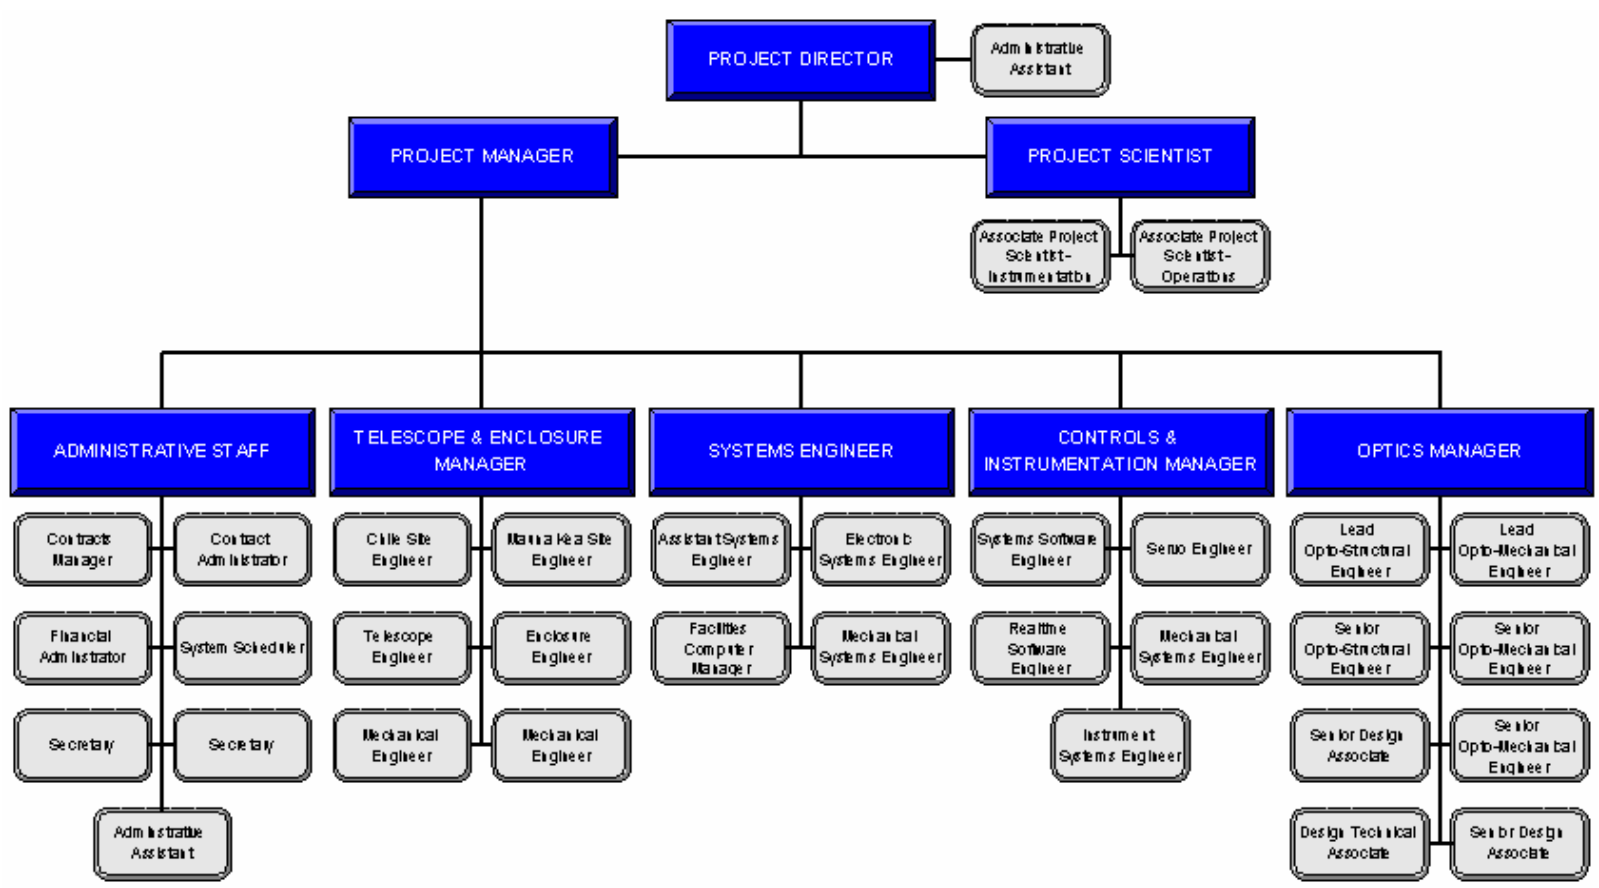 PROJECT DIRECTOR
Administrative
Assistant
PROJECT MANAGER
PROJECT SCIENTIST
Associate Project
Scientist-
Instrumentation
Associate Project
Scientist-
Operations
ADMINISTRATIVE STAFF
TELESCOPE & ENCLOSURE
MANAGER
SYSTEMS ENGINEER
CONTROLS &
INSTRUMENTATION MANAGER
OPTICS MANAGER
Contracts
Manager
Contract
Administrator
Financial
Administrator
System Scheduler
Secretary
Secretary
Administrative
Assistant
Chile Site
Engineer
Mauna Kea Site
Engineer
Telescope
Engineer
Enclosure
Engineer
Mechanical
Engineer
Mechanical
Engineer
Assistant Systems
Engineer
Electronic
Systems Engineer
Facilities
Computer
Manager
Mechanical
Systems Engineer
Systems Software
Engineer
Servo Engineer
Realtime
Software
Engineer
Mechanical
Systems Engineer
Instrument
Systems Engineer
Lead
Opto-Structural
Engineer
Lead
Opto-Mechanical
Engineer
Senior
Opto-Structural
Engineer
Senior
Opto-Mechanical
Engineer
Senior Design
Associate
Senior
Opto-Mechanical
Engineer
Design Technical
Associate
Senior Design
Associate